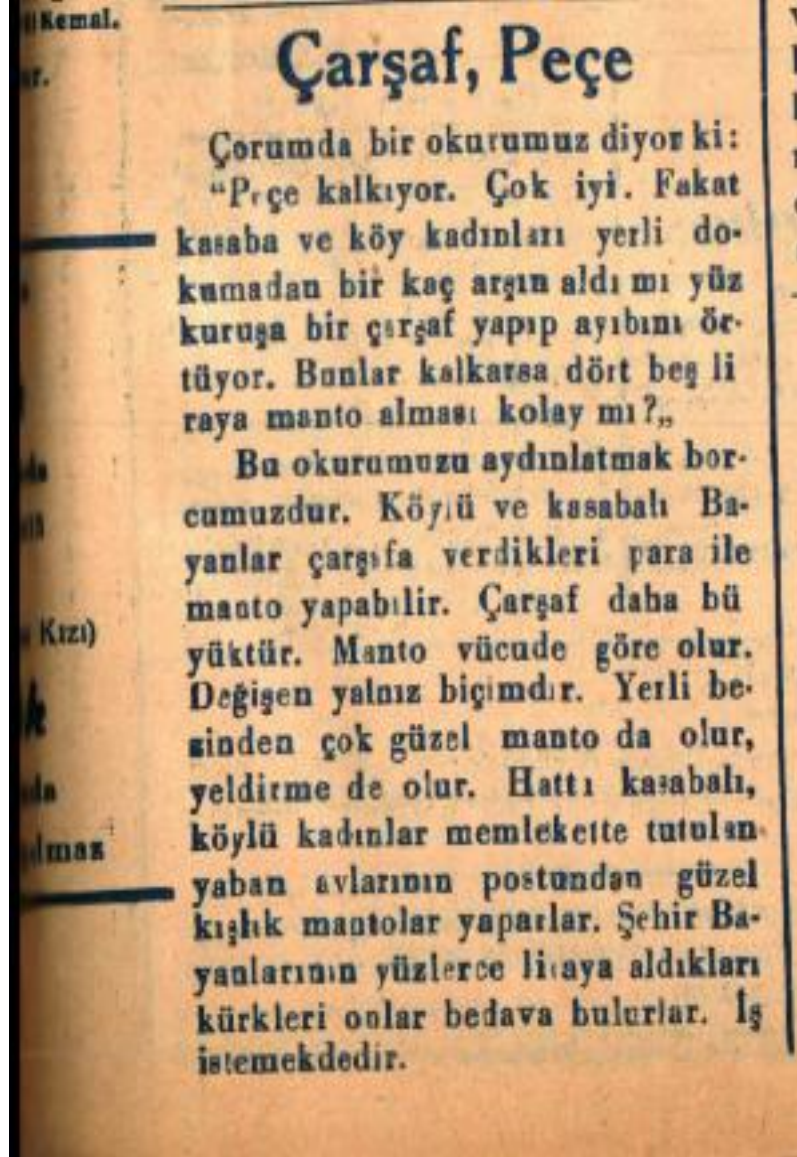 Kemal.
Kızı)
Çarşaf, Peçe
Çorumda bir okurumuz diyor ki:
“Peçe kalkıyor. Çok iyi. Fakat
kasaba ve köy kadınları yerli do-
kumadan bir kaç arşın aldı mı yüz
kuruşa bir çarşaf yapıp ayıbını ör-
tüyor. Bunlar kalkarsa dört beş li
raya manto alması kolay mı?„
Bu okurumuzu aydınlatmak bor-
cumuzdur. Köylü ve kasabalı Ba-
yanlar çarşafa verdikleri para ile
manto yapabilir. Çarşaf daha bü
yüktür. Manto vücude göre olur.
Değişen yalnız biçimdir. Yerli be-
zinden çok güzel manto da olur,
yeldirme de olur. Hattı kasabalı,
köylü kadınlar memlekette tutulan
yaban avlarının postundan güzel
kışlık mantolar yaparlar. Şehir Ba-
yanlarının yüzlerce liraya aldıkları
kürkleri onlar bedava bulurlar. İş
istemekdedir.